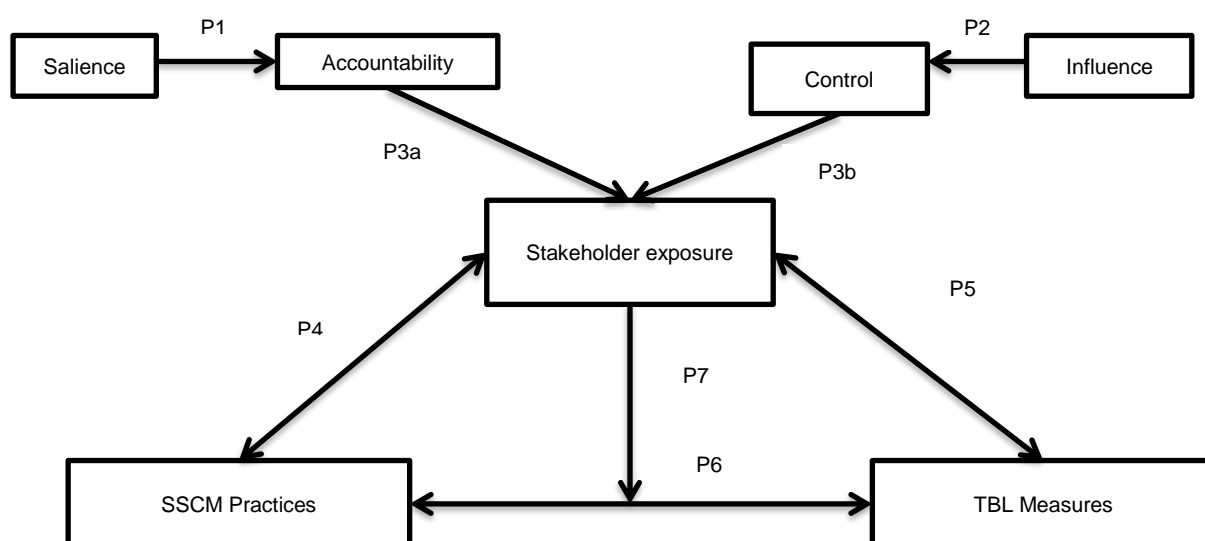 P1
P2
Salience
Accountability
Control
Influence
P3a
P3b
Stakeholder exposure
P5
P4
P7
P6
SSCM Practices
TBL Measures